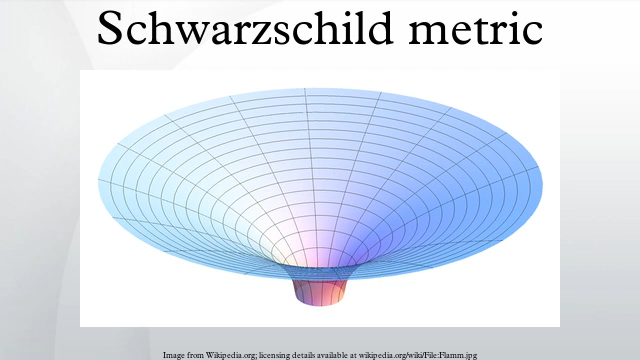 Schwarzschild metric
Image from Wikipedia.org; licensing details available at wikipedia.org/wiki/File:Flamm.jpg